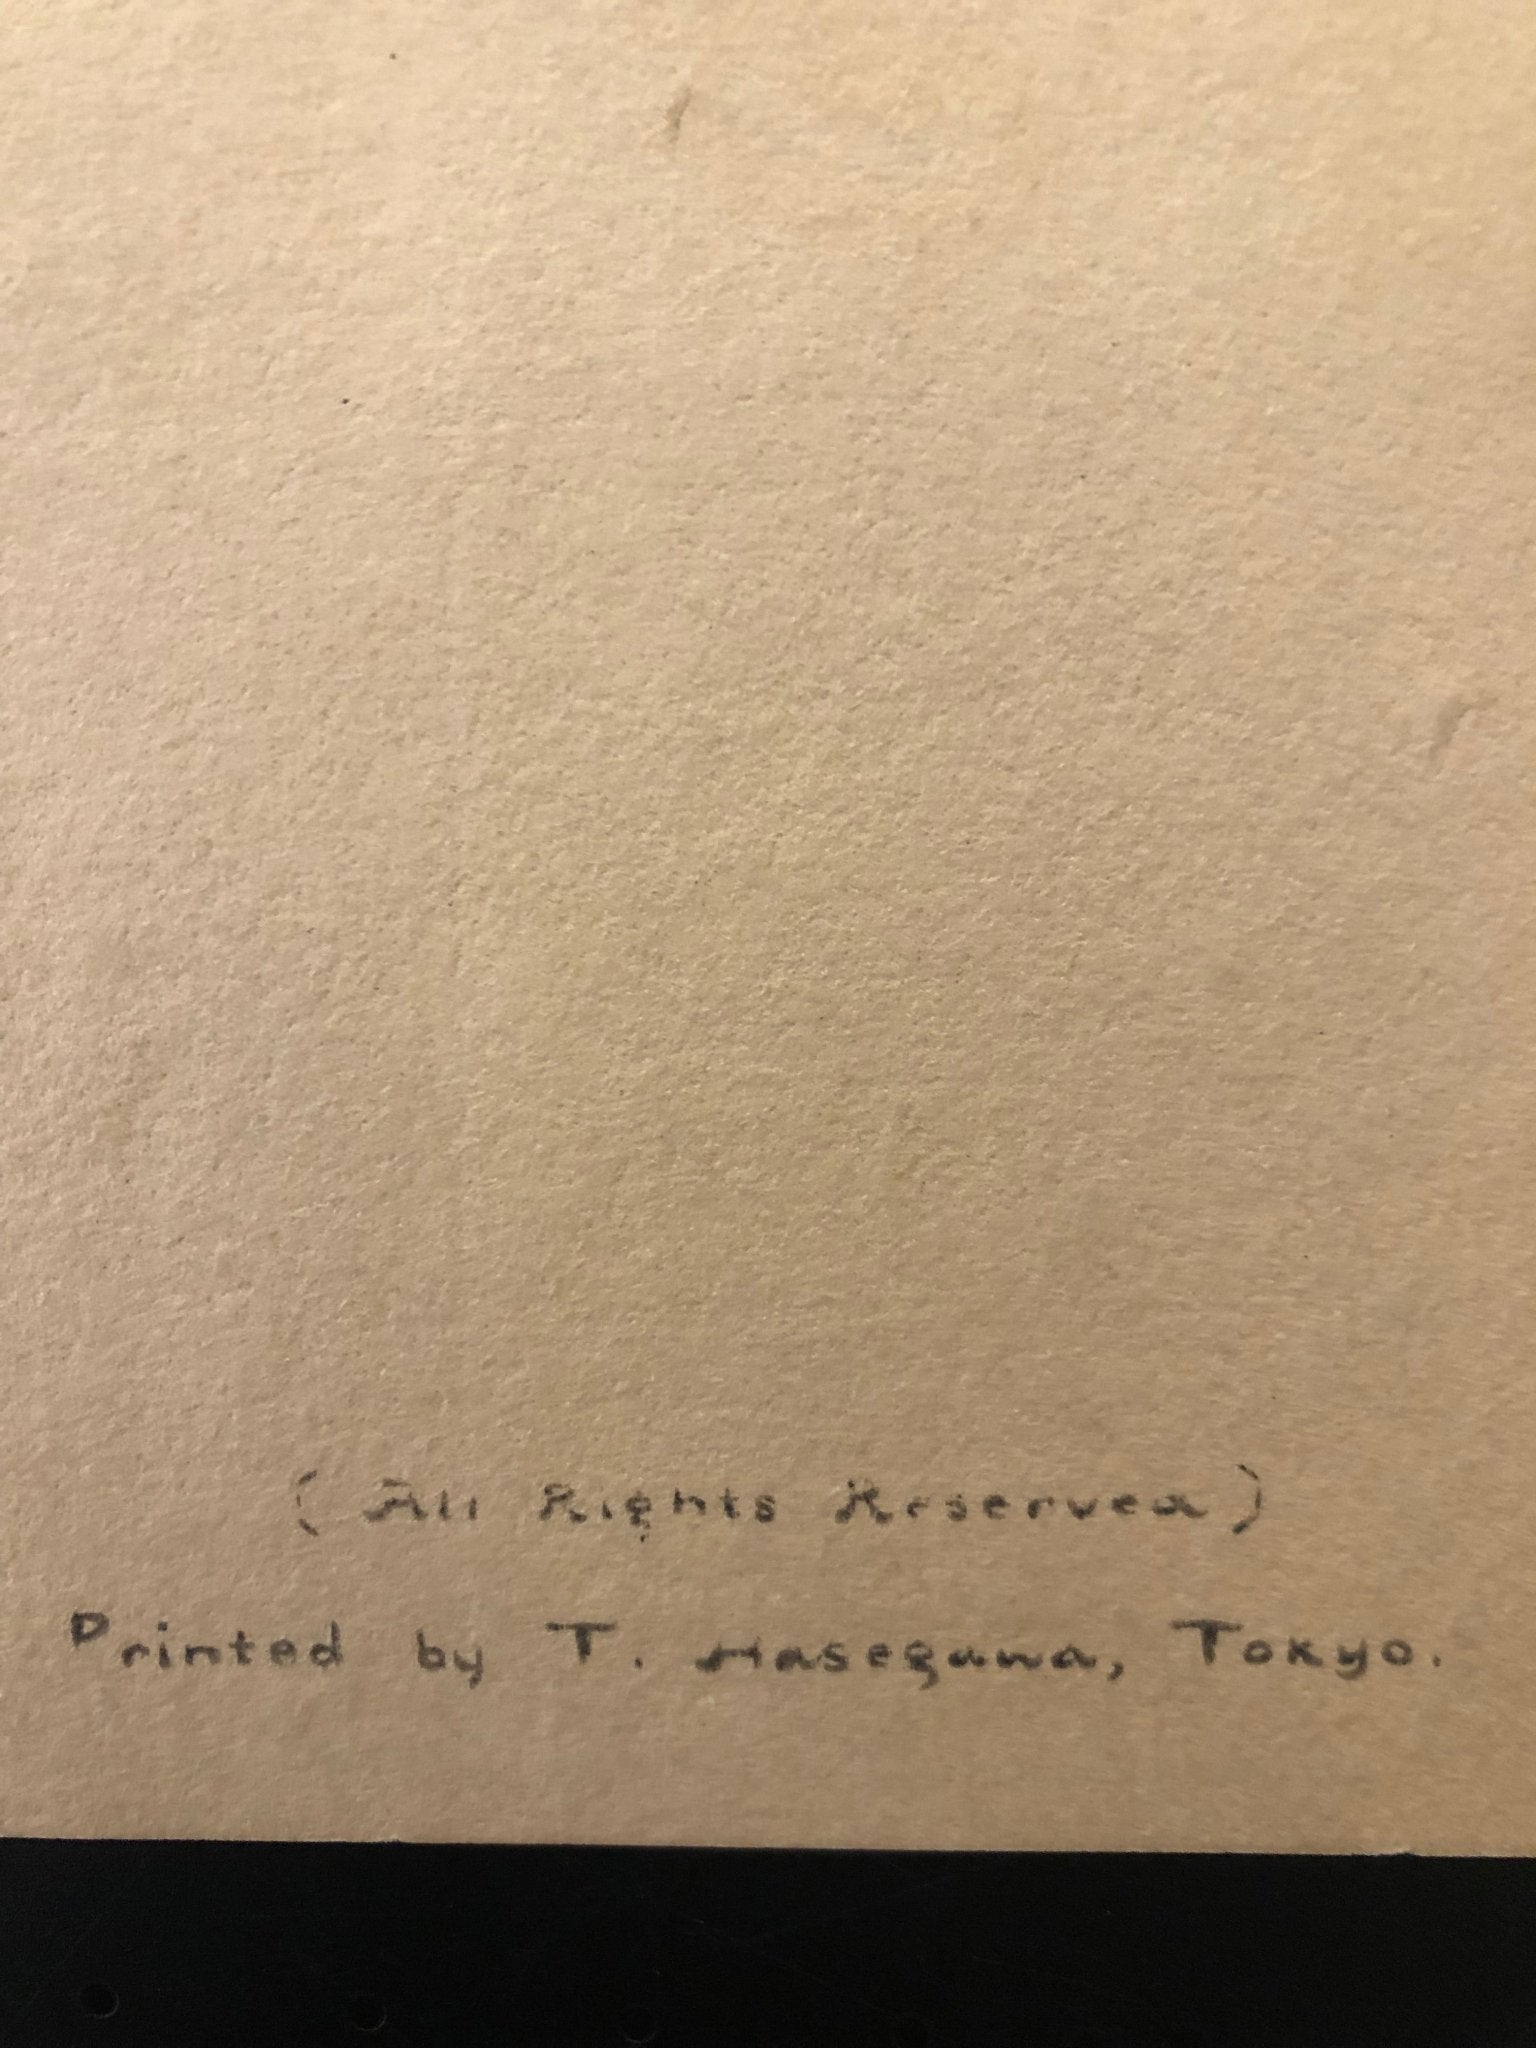 ( All Rights Reserved )
Printed by T. Hasegawa, Tokyo.